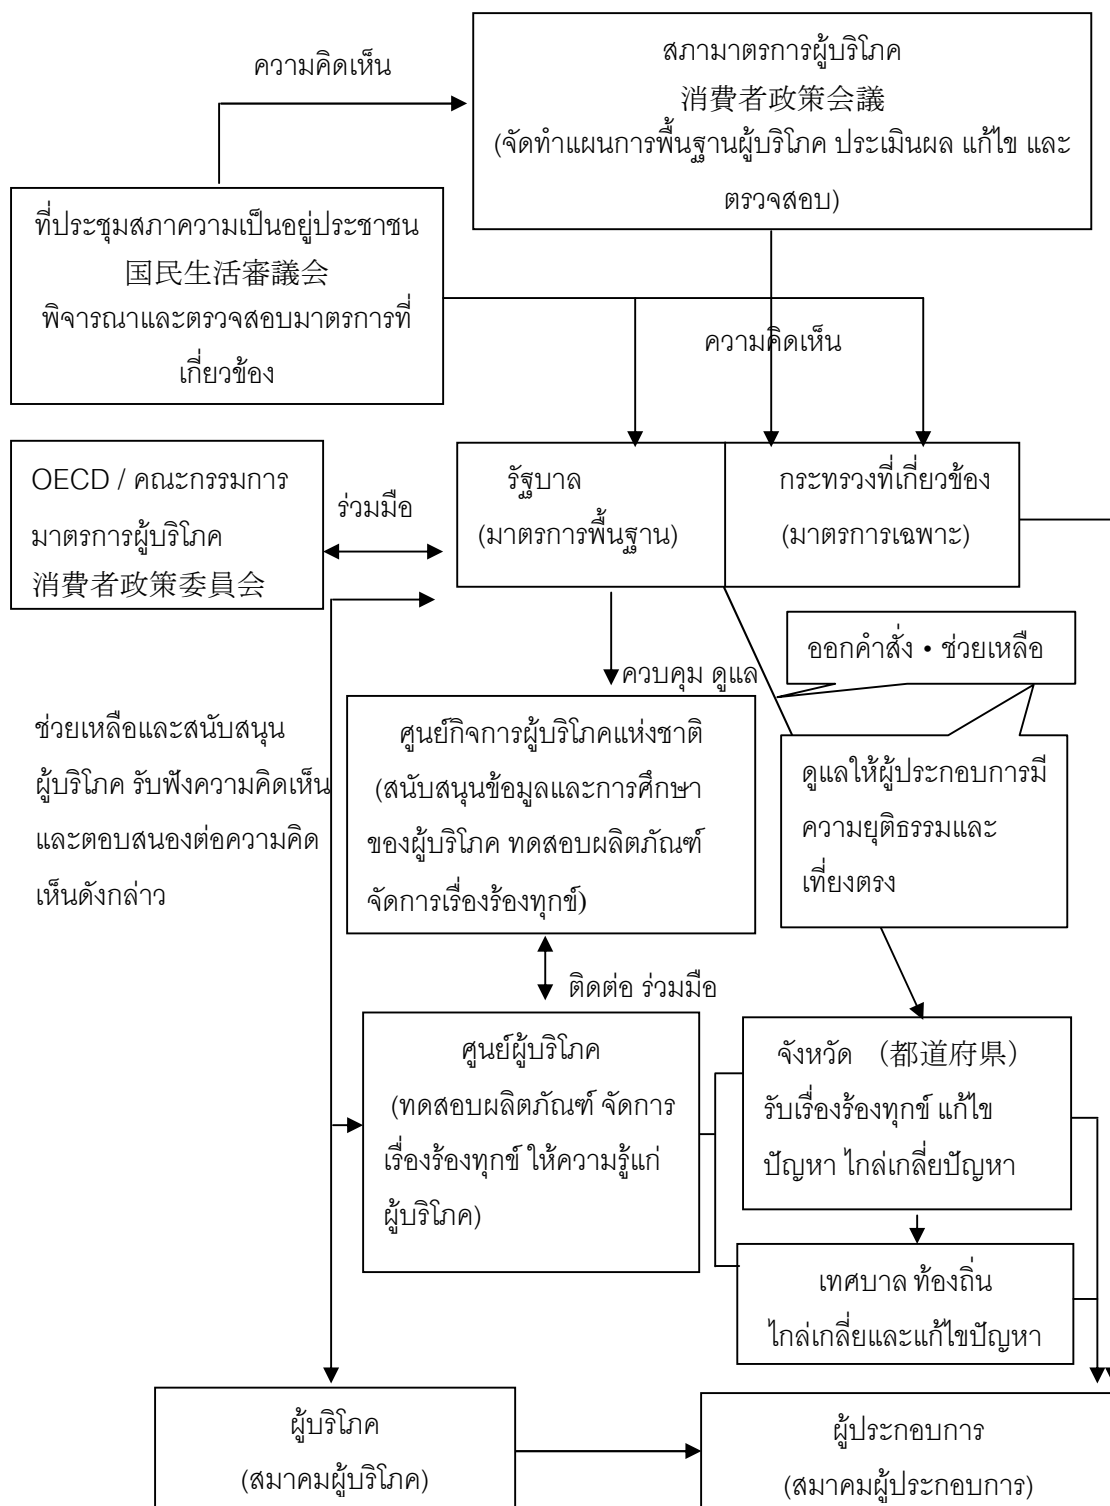 ความคิดเห็น
สภามาตรการผู้บริโภค
消費者政策会議
(จัดทำแผนการพื้นฐานผู้บริโภค ประเมินผล แก้ไข และ
ตรวจสอบ)
ที่ประชุมสภาความเป็นอยู่ประชาชน
国民生活審議会
พิจารณาและตรวจสอบมาตรการที่
เกี่ยวข้อง
ความคิดเห็น
OECD / คณะกรรมการ
มาตรการผู้บริโภค
消費者政策委員会
ร่วมมือ
รัฐบาล
(มาตรการพื้นฐาน)
กระทรวงที่เกี่ยวข้อง
(มาตรการเฉพาะ)
ออกคำสั่ง • ช่วยเหลือ
ควบคุม ดูแล
ช่วยเหลือและสนับสนุน
ผู้บริโภค รับฟังความคิดเห็น
และตอบสนองต่อความคิด
เห็นดังกล่าว
ศูนย์กิจการผู้บริโภคแห่งชาติ
(สนับสนุนข้อมูลและการศึกษา
ของผู้บริโภค ทดสอบผลิตภัณฑ์
จัดการเรื่องร้องทุกข์)
ดูแลให้ผู้ประกอบการมี
ความยุติธรรมและ
เที่ยงตรง
ติดต่อ ร่วมมือ
ศูนย์ผู้บริโภค
(ทดสอบผลิตภัณฑ์ จัดการ
เรื่องร้องทุกข์ ให้ความรู้แก่
ผู้บริโภค)
จังหวัด （都道府県）
รับเรื่องร้องทุกข์ แก้ไข
ปัญหา ไกล่เกลี่ยปัญหา
เทศบาล ท้องถิ่น
ไกล่เกลี่ยและแก้ไขปัญหา
ผู้บริโภค
(สมาคมผู้บริโภค)
ผู้ประกอบการ
(สมาคมผู้ประกอบการ)